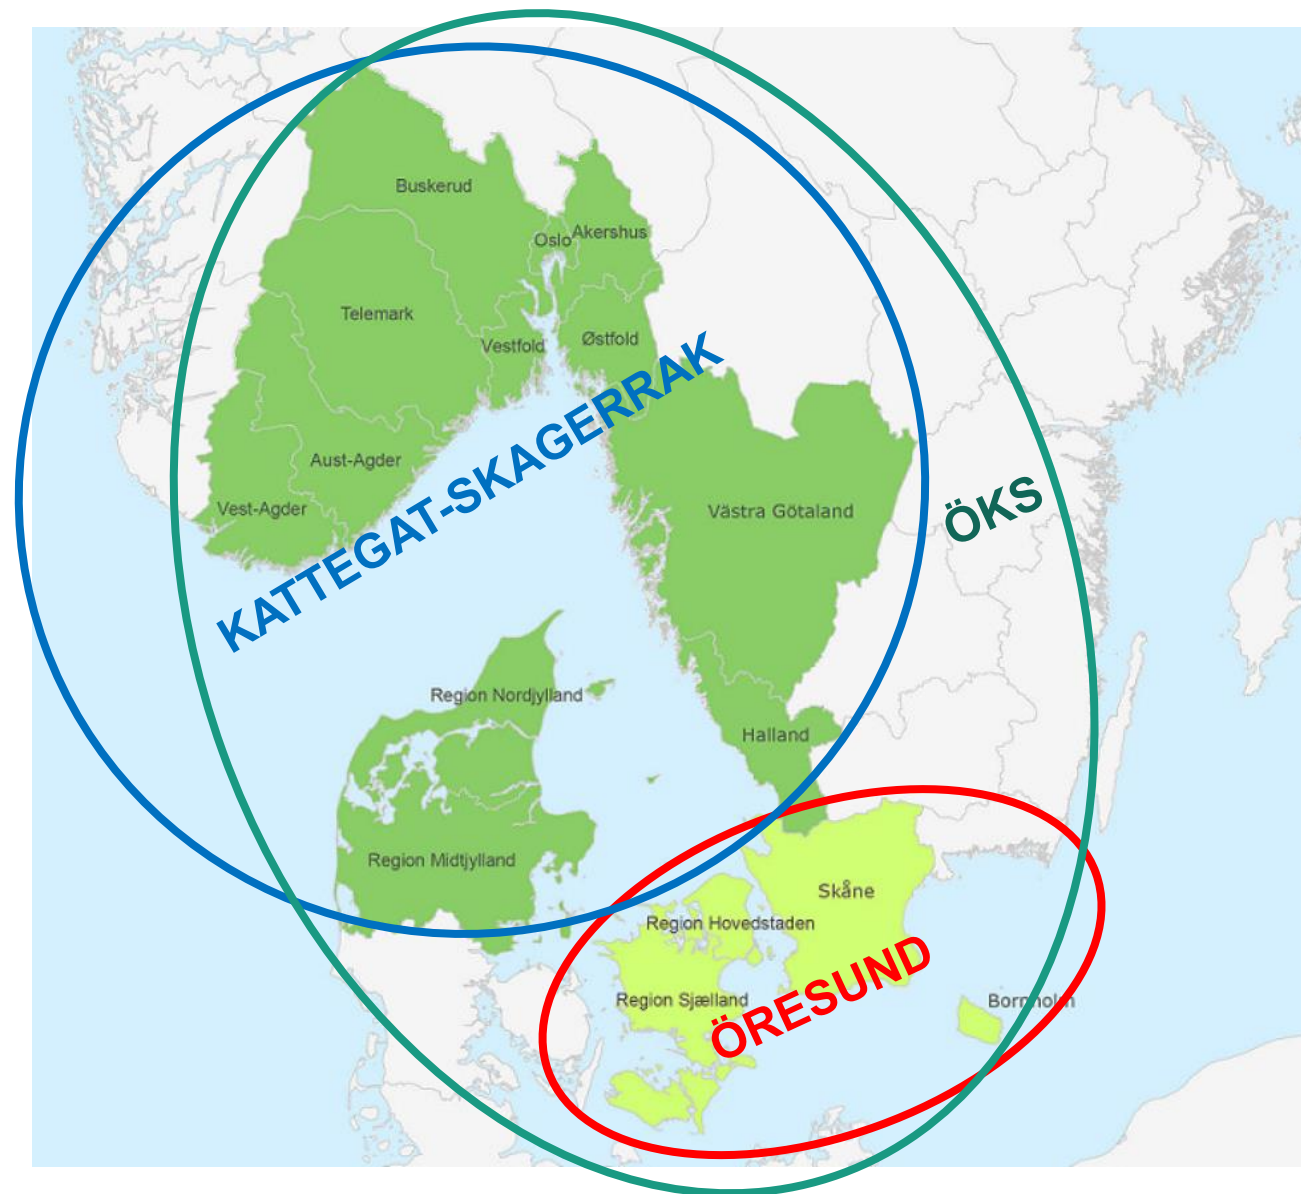 Buskerud
Oslo
Akershus
Telemark
Vestfold
Østfold
KATTEGAT-SKAGERRAK
Aust-Agder
Vest-Agder
Västra Götaland
ÖKS
Region Nordjylland
Halland
Region Midtjylland
Skåne
Region Hovedstaden
Region Sjælland
ÖRESUND
Bornholm